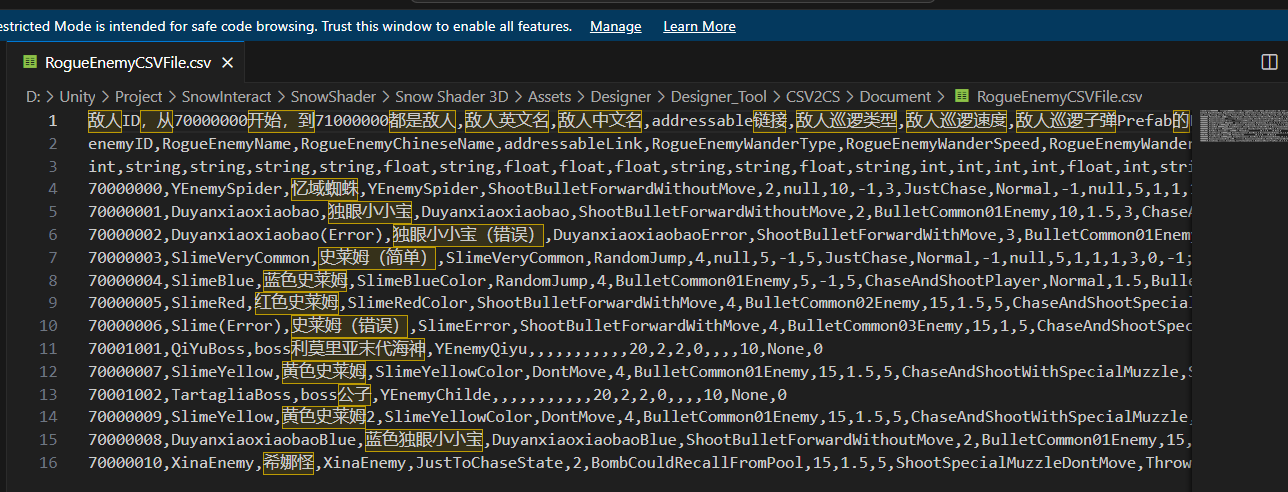 estricted Mode is intended for safe code browsing. Trust this window to enable all features. Manage Learn More
RogueEnemyCSVFile.csv
D: > Unity > Project > SnowInteract > SnowShader > Snow Shader 3D > Assets > Designer > Designer_Tool > CSV2CS > Document > RogueEnemyCSVFile.csv
1 敌人ID，从70000000开始，到71000000都是敌人,敌人英文名,敌人中文名,addressable链接,敌人巡逻类型,敌人巡逻速度,敌人巡逻子弹Prefab的
2 enemyID,RogueEnemyName,RogueEnemyChineseName,addressableLink,RogueEnemyWanderType,RogueEnemyWanderSpeed,RogueEnemyWander
3 int,string,string,string,string,float,string,float,float,float,string,string,float,string,int,int,int,int,float,int,stri
4 70000000,YEnemySpider,忆域蜘蛛,YEnemySpider,ShootBulletForwardWithoutMove,2,null,10,-1,3,JustChase,Normal,-1,null,5,1,1,
5 70000001,Duyanxiaoxiaobao,独眼小小宝,Duyanxiaoxiaobao,ShootBulletForwardWithoutMove,2,BulletCommon01Enemy,10,1.5,3,ChaseA
6 70000002,Duyanxiaoxiaobao(Error),独眼小小宝（错误）,DuyanxiaoxiaobaoError,ShootBulletForwardWithMove,3,BulletCommon01Enem
7 70000003,SlimeVeryCommon,史莱姆（简单）,SlimeVeryCommon,RandomJump,4,null,5,-1,5,JustChase,Normal,-1,null,5,1,1,1,3,0,-1;
8 70000004,SlimeBlue,蓝色史莱姆,SlimeBlueColor,RandomJump,4,BulletCommon01Enemy,5,-1,5,ChaseAndShootPlayer,Normal,1.5,Bulle
9 70000005,SlimeRed,红色史莱姆,SlimeRedColor,ShootBulletForwardWithMove,4,BulletCommon02Enemy,15,1.5,5,ChaseAndShootSpecial
10 70000006,Slime(Error),史莱姆（错误）,SlimeError,ShootBulletForwardWithMove,4,BulletCommon03Enemy,15,1,5,ChaseAndShootSpec
11 70001001,QiYuBoss,boss利莫里亚末代海神,YEnemyQiyu,,,,,,,,,,,20,2,2,0,,,,10,None,0
12 70000007,SlimeYellow,黄色史莱姆,SlimeYellowColor,DontMove,4,BulletCommon01Enemy,15,1.5,5,ChaseAndShootWithSpecialMuzzle,S
13 70001002,TartagliaBoss,boss公子,YEnemyChilde,,,,,,,,,,,20,2,2,0,,,,10,None,0
14 70000009,SlimeYellow,黄色史莱姆2,SlimeYellowColor,DontMove,4,BulletCommon01Enemy,15,1.5,5,ChaseAndShootWithSpecialMuzzle,
15 70000008,DuyanxiaoxiaobaoBlue,蓝色独眼小小宝,DuyanxiaoxiaobaoBlue,ShootBulletForwardWithoutMove,2,BulletCommon01Enemy,15,
16 70000010,XinaEnemy,希娜怪,XinaEnemy,JustToChaseState,2,BombCouldRecallFromPool,15,1.5,5,ShootSpecialMuzzleDontMove,Throw